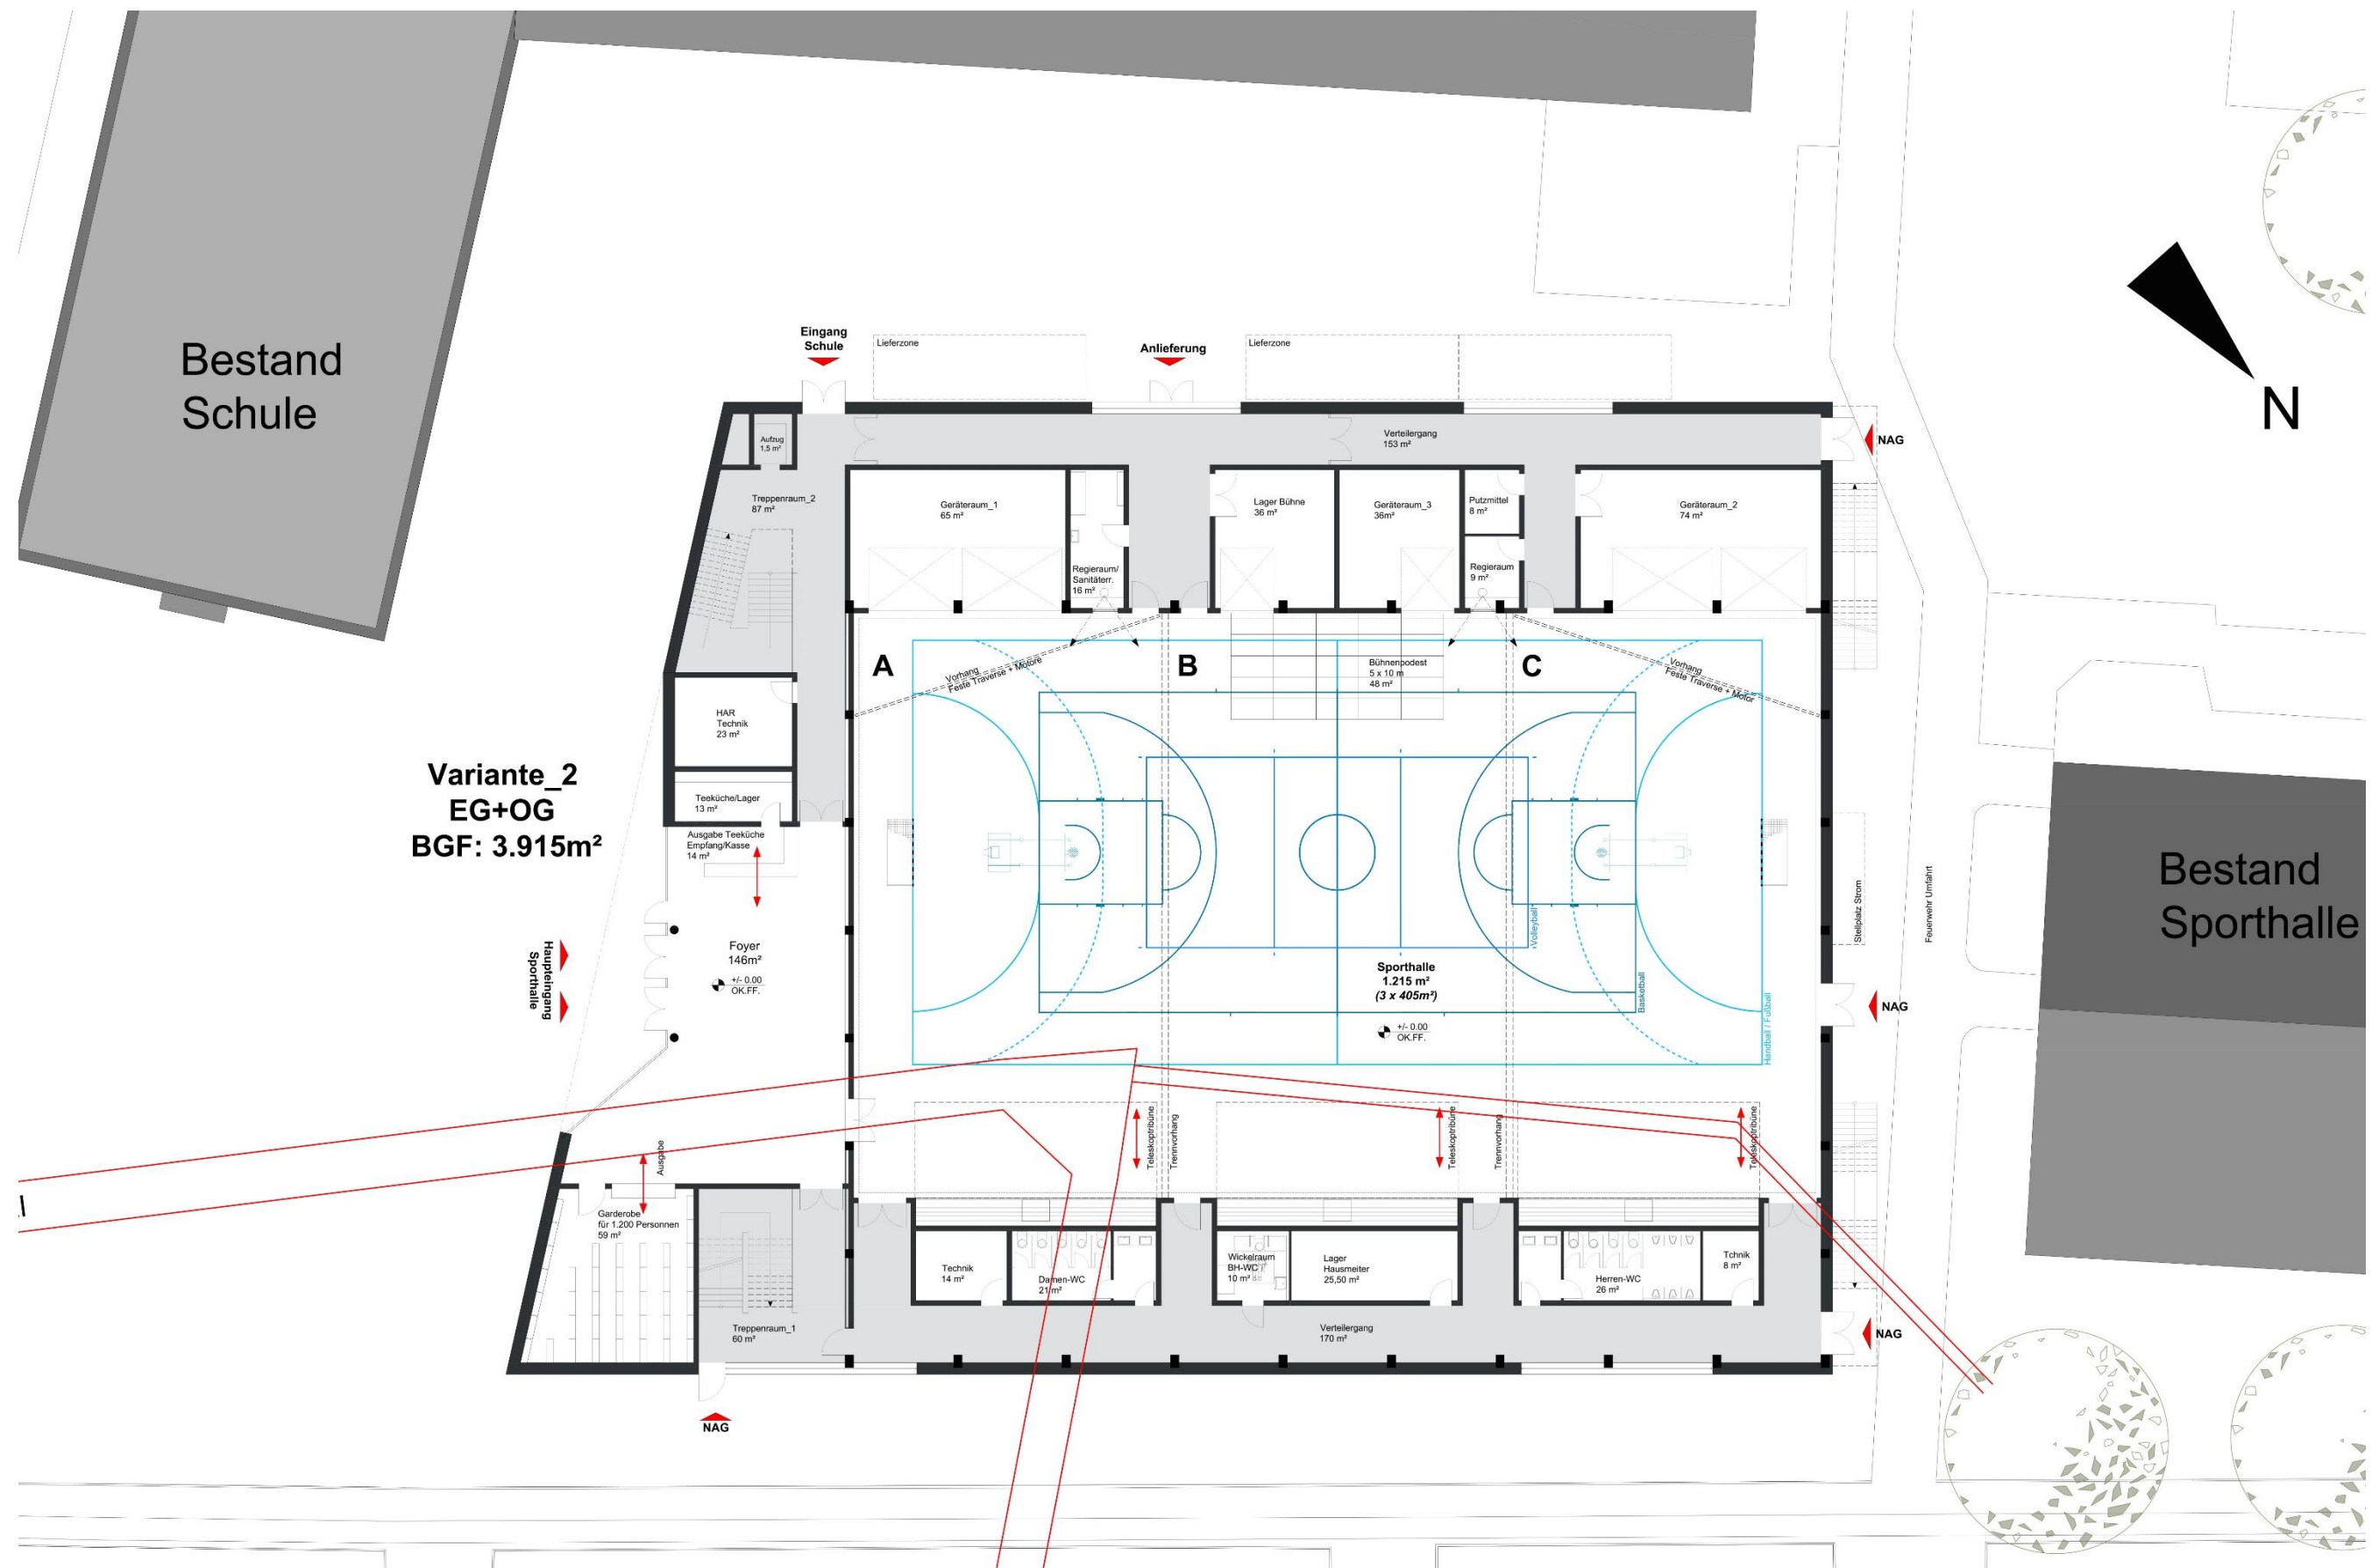 Bestand
Schule
Eingang
Schule
Lieferzone
Anlieferung
Lieferzone
N
NAG
Aufzug
1,5 m²
Verteilergang
153 m²
Treppenraum_2
87 m²
Geräteraum_1
65 m²
Regieraum/
Sanitäterr.
16 m²
Lager Bühne
36 m²
Geräteraum_3
36m²
Putzmittel
8 m²
Regieraum
9 m²
Geräteraum_2
74 m²
A
Vorhang
Feste Traverse + Motore
B
Bühnenpodest
5 x 10 m
48 m²
C
Vorhang
Feste Traverse + Motor
HAR
Technik
23 m²
Variante_2
EG+OG
BGF: 3.915m²
Teeküche/Lager
13 m²
Ausgabe Teeküche
Empfang/Kasse
14 m²
Haupteingang
Sporthalle
Foyer
146m²
+/- 0.00
OK.FF.
Volleyball
Sporthalle
1.215 m²
(3 x 405m²)
+/- 0.00
OK.FF.
Basketball
Handball / Fußball
Stellplatz Strom
Feuerwehr Umfahrt
Bestand
Sporthalle
NAG
Teleskoptribüne
Trennvorhang
Teleskoptribüne
Trennvorhang
Teleskoptribüne
Ausgabe
Garderobe
für 1.200 Personnen
59 m²
Treppenraum_1
60 m²
Technik
14 m²
Damen-WC
21 m²
Wickelraum
BH-WC
10 m²
Lager
Hausmeiter
25,50 m²
Herren-WC
26 m²
Tchnik
8 m²
Verteilergang
170 m²
NAG
NAG